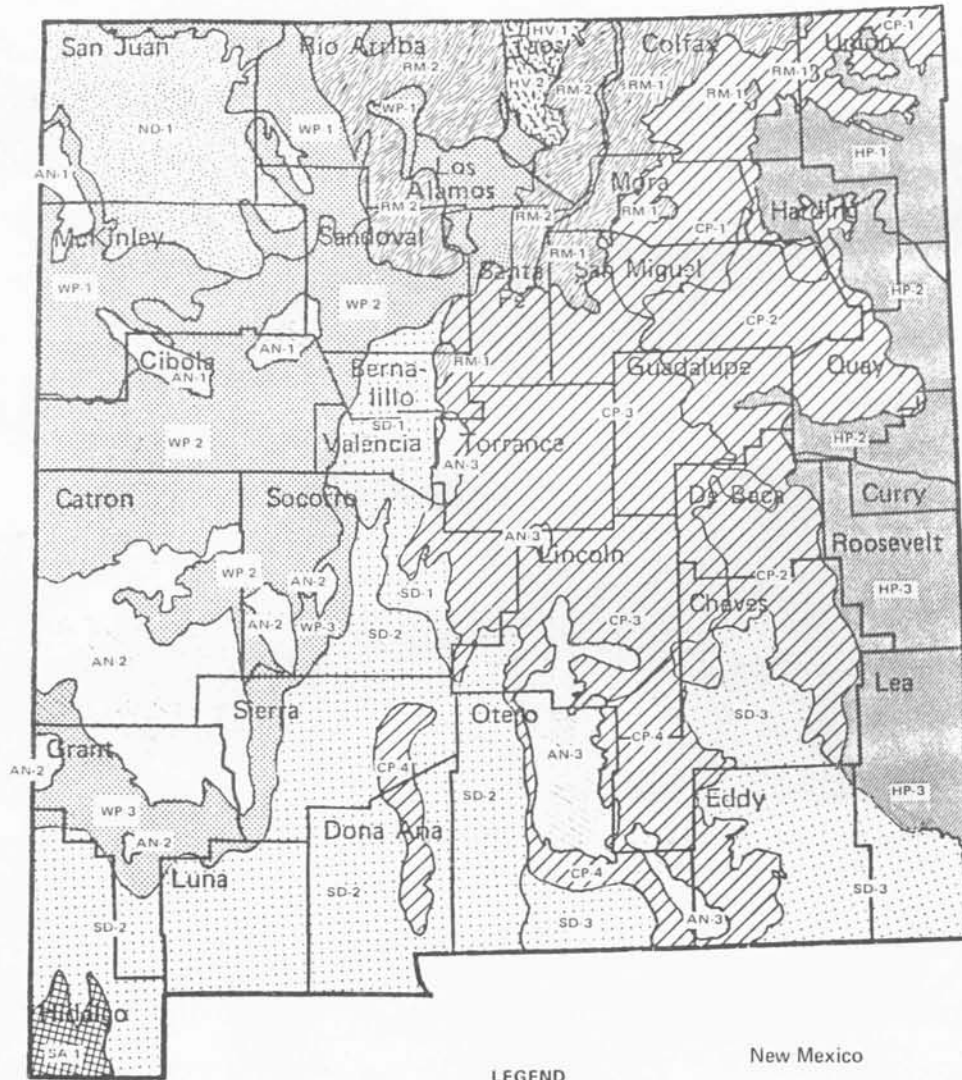 San Juan
Rio Arriba
Taos
Colfax
Union
CP-1
HV-1
RM-2
HV-2
RM-2
RM-1
RM-1
RM-1
WP-1
ND-1
WP-1
HP-1
AN-1
Los
Alamos
Mora
RM-2
RM-2
RM-1
Harding
McKinley
Sandoval
CP-1
Santa
Fe
RM-1
San Miguel
WP-1
WP 2
HP-2
CP-2
AN-1
Cibola
AN-1
RM-1
Berna-
lillo
Guadalupe
Quay
SD-1
CP-3
WP 2
Valencia
Torrance
HP-2
AN-3
Catron
Socorro
De Baca
Curry
AN-3
Lincoln
Roosevelt
WP-2
AN-2
CP-2
SD-1
HP-3
AN-2
WP-3
SD-2
Chaves
CP-3
AN-2
Lea
Sierra
Otero
SD-3
Grant
AN-2
CP-4
CP-4
AN-3
SD-2
HP-3
WP-3
Eddy
Dona Ana
AN-2
Luna
CP-4
SD-2
SD-3
SD-2
SD-3
AN-3
Hidalgo
SA 1
New Mexico
LEGEND